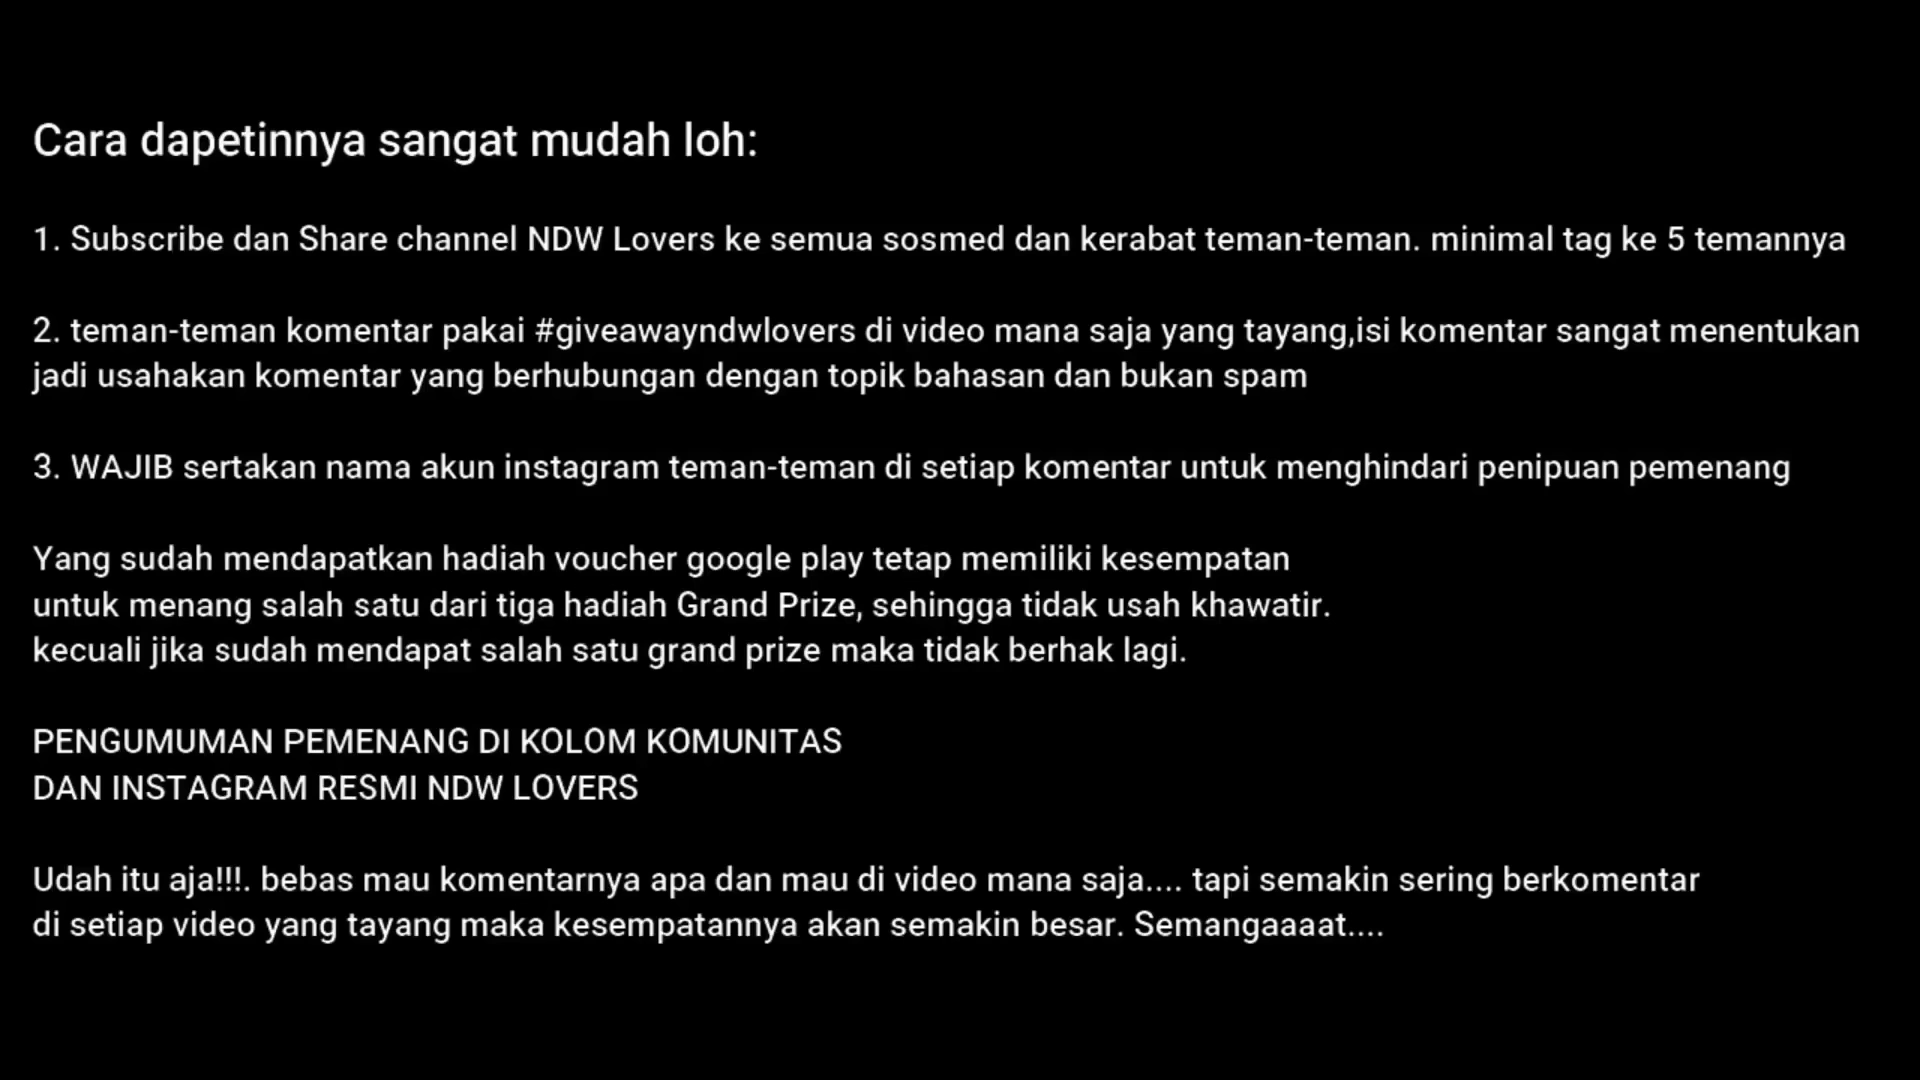 Cara dapetinnya sangat mudah loh:
1. Subscribe dan Share channel NDW Lovers ke semua sosmed dan kerabat teman-teman. minimal tag ke 5 temannya
2. teman-teman komentar pakai #giveawayndwlovers di video mana saja yang tayang,isi komentar sangat menentukan
jadi usahakan komentar yang berhubungan dengan topik bahasan dan bukan spam
3. WAJIB sertakan nama akun instagram teman-teman di setiap komentar untuk menghindari penipuan pemenang
Yang sudah mendapatkan hadiah voucher google play tetap memiliki kesempatan
untuk menang salah satu dari tiga hadiah Grand Prize, sehingga tidak usah khawatir.
kecuali jika sudah mendapat salah satu grand prize maka tidak berhak lagi.
PENGUMUMAN PEMENANG DI KOLOM KOMUNITAS
DAN INSTAGRAM RESMI NDW LOVERS
Udah itu aja!!!. bebas mau komentarnya apa dan mau di video mana saja.... tapi semakin sering berkomentar
di setiap video yang tayang maka kesempatannya akan semakin besar. Semangaaaat....